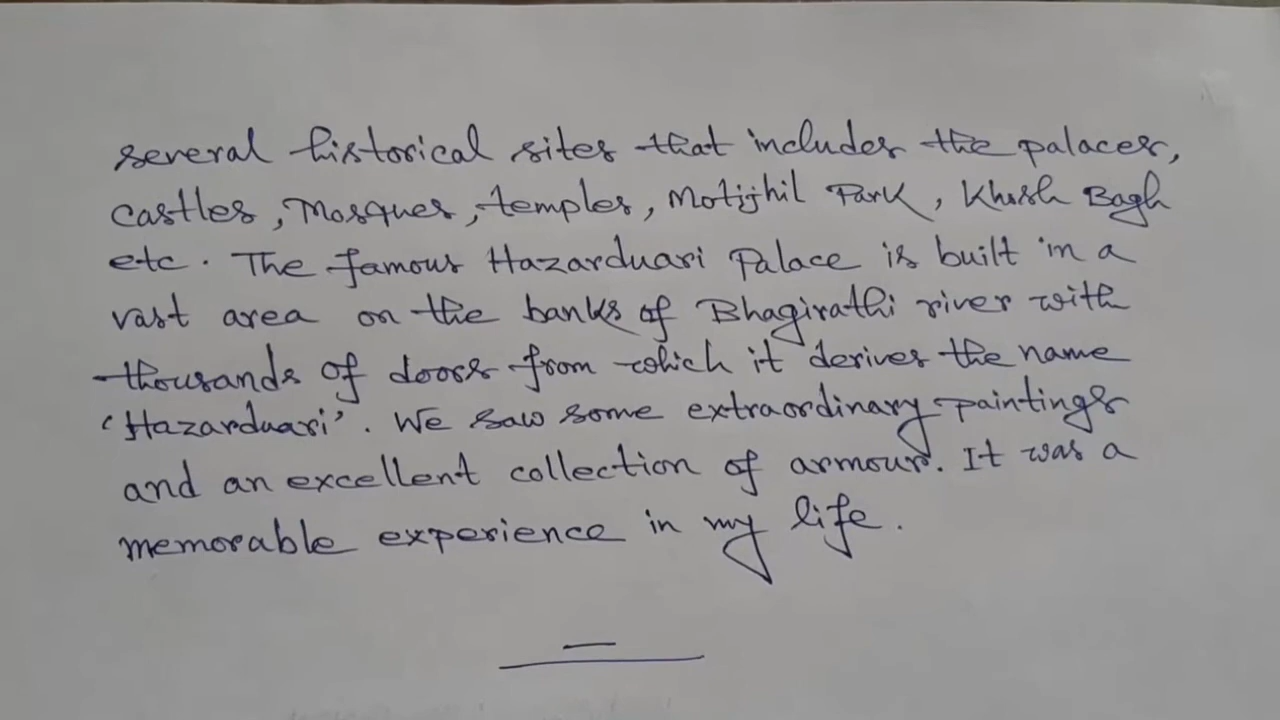 several historical sites that includes the palaces,
castles, Mosques, temples, Motijhil Park, Khush Bagh
etc. The famous Hazarduari Palace is built in a
vast area on the banks of Bhagirathi river with
thousands of doors from which it derives the name
'Hazarduari'. We saw some extraordinary paintings
and an excellent collection of armour. It was a
memorable experience in my life.